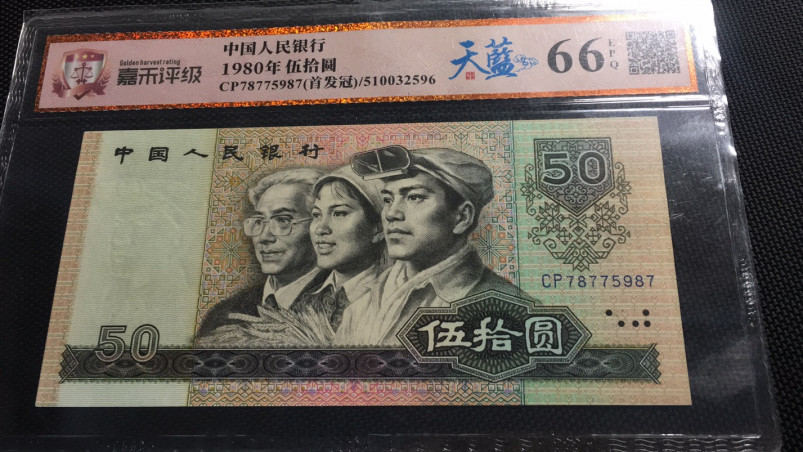 Golden harvest rating
嘉禾评级
中国人民银行
1980年 伍拾圆
CP78775987(首发冠)/510032596
天蓝
66 EPQ
中国人民银行
50
CP78775987
50
伍拾圆